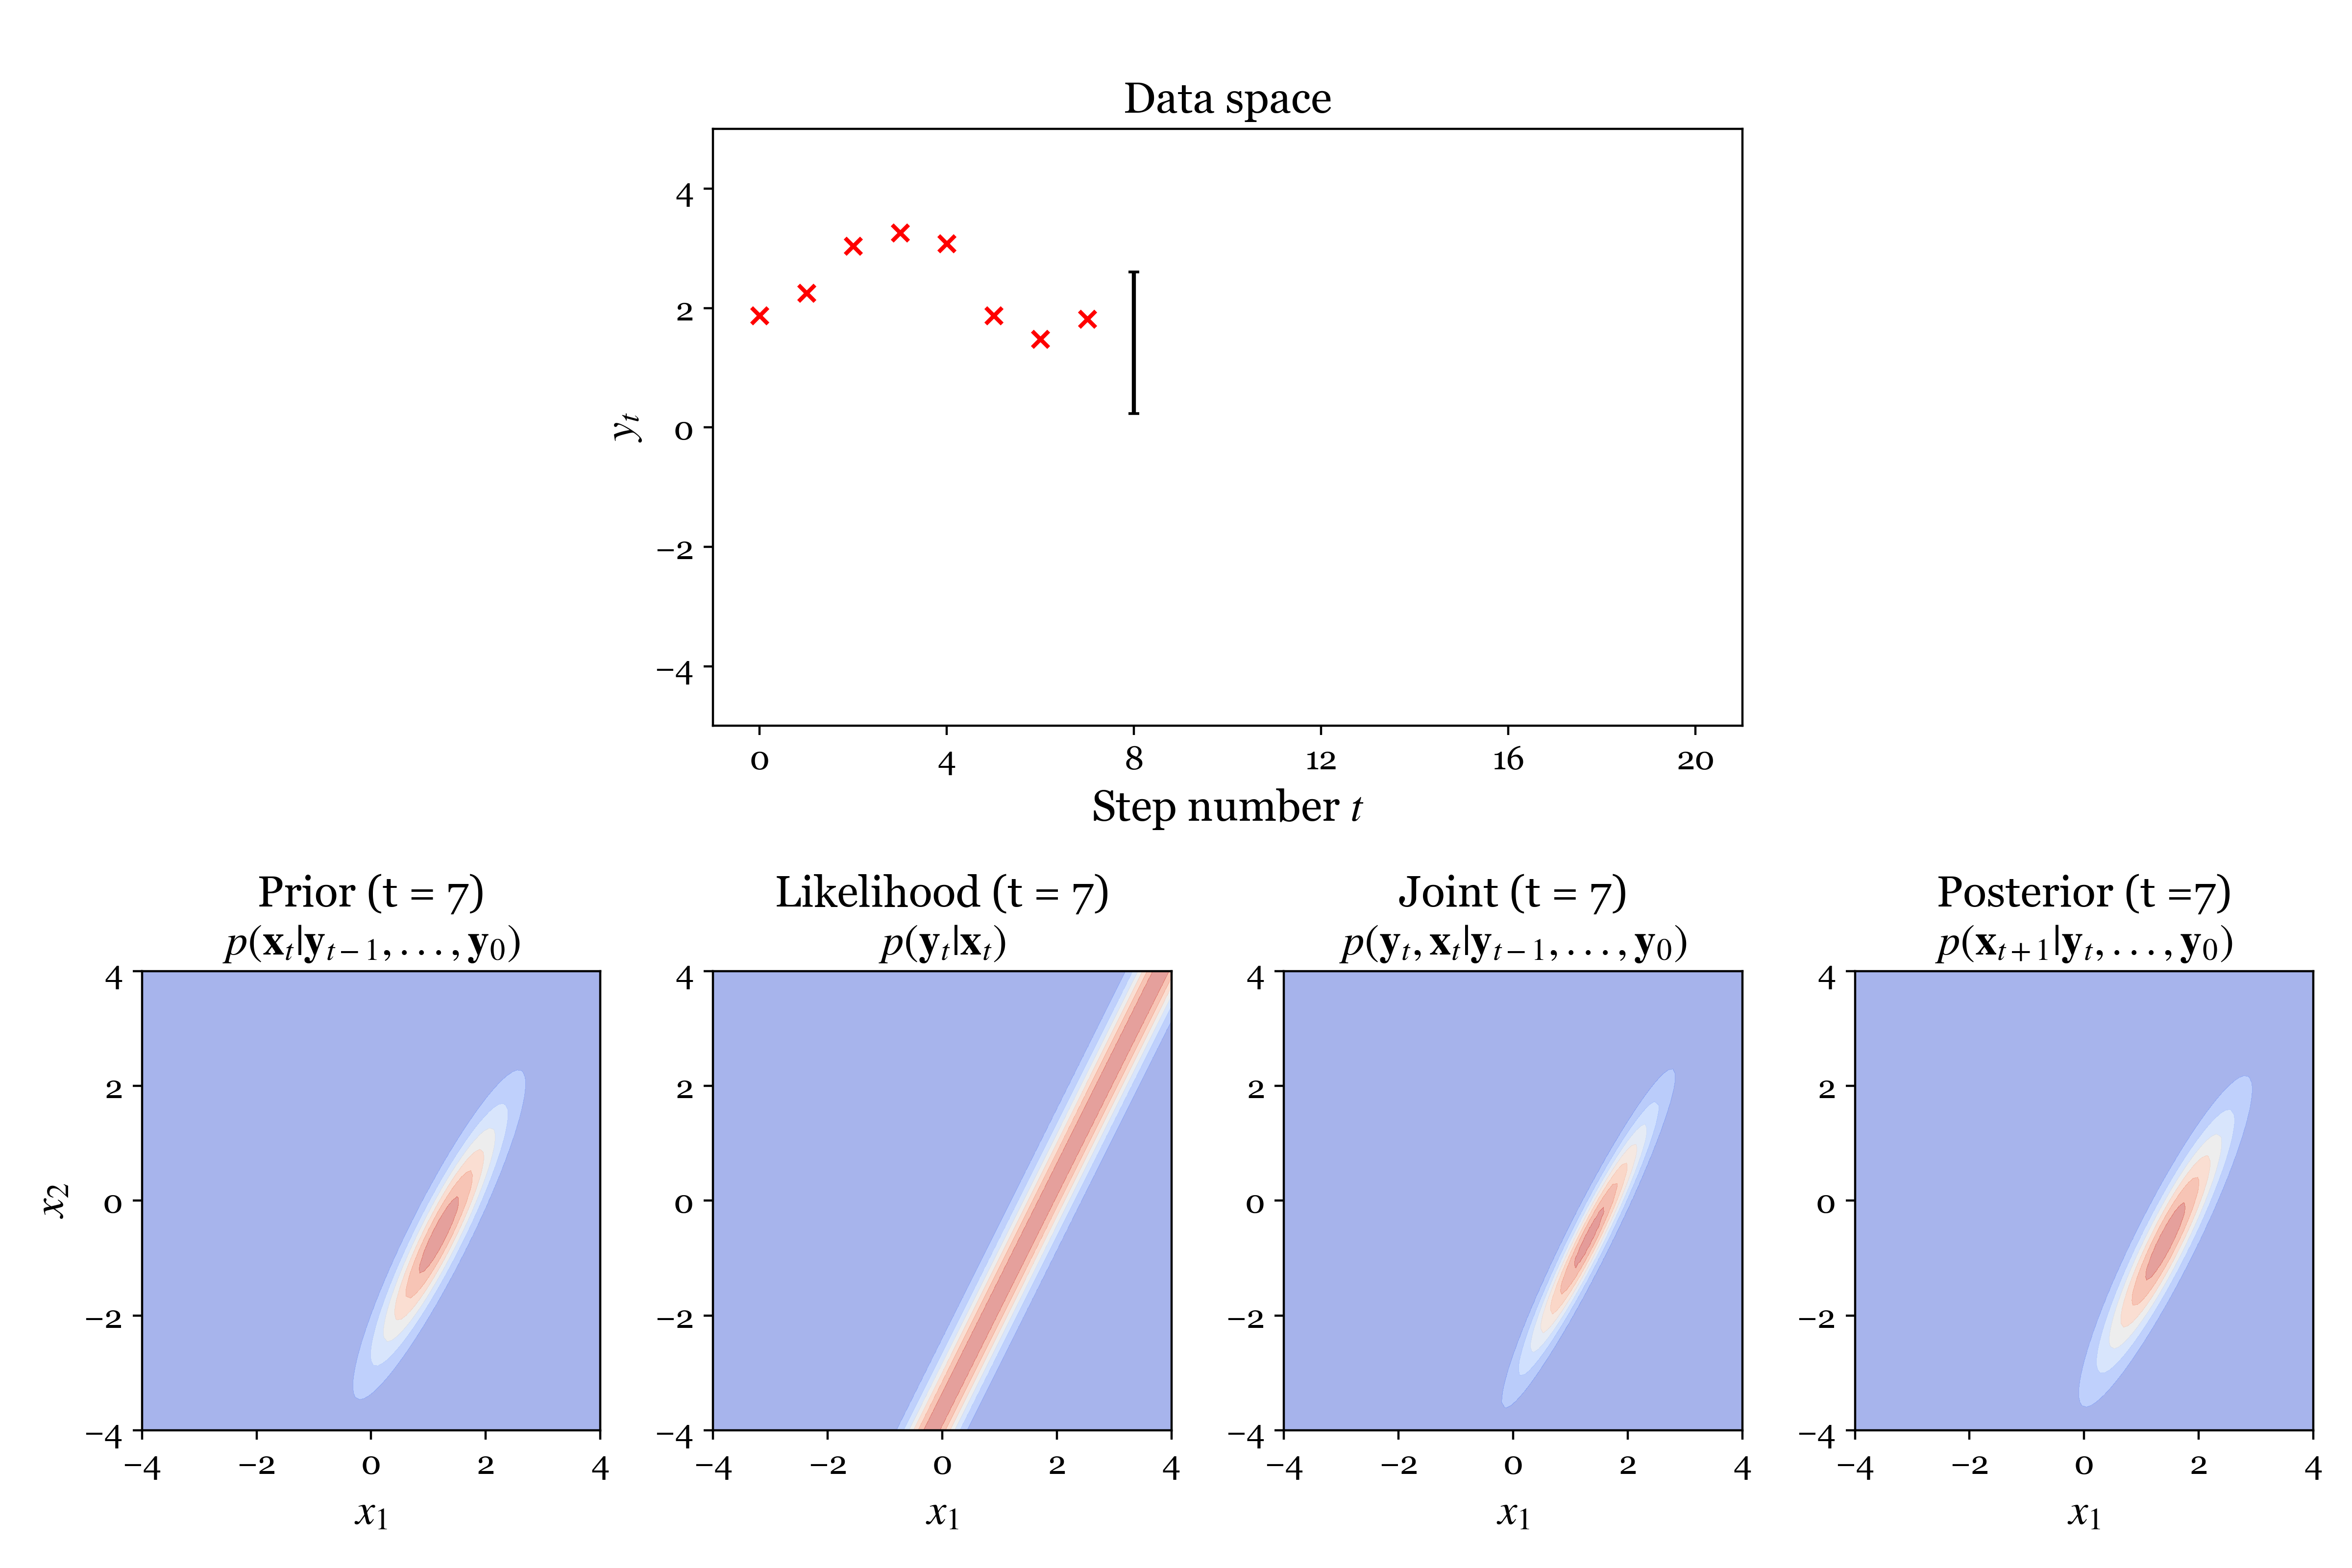 Data space
4
2
0
−2
−4
y_t
0 4 8 12 16 20
Step number t
Prior (t = 7)
p(x_t|y_{t−1}, . . . , y_0)
4
2
0
−2
−4
x_2
−4 −2 0 2 4
x_1
Likelihood (t = 7)
p(y_t|x_t)
4
2
0
−2
−4
−4 −2 0 2 4
x_1
Joint (t = 7)
p(y_t, x_t|y_{t−1}, . . . , y_0)
4
2
0
−2
−4
−4 −2 0 2 4
x_1
Posterior (t =7)
p(x_{t+1}|y_t, . . . , y_0)
4
2
0
−2
−4
−4 −2 0 2 4
x_1